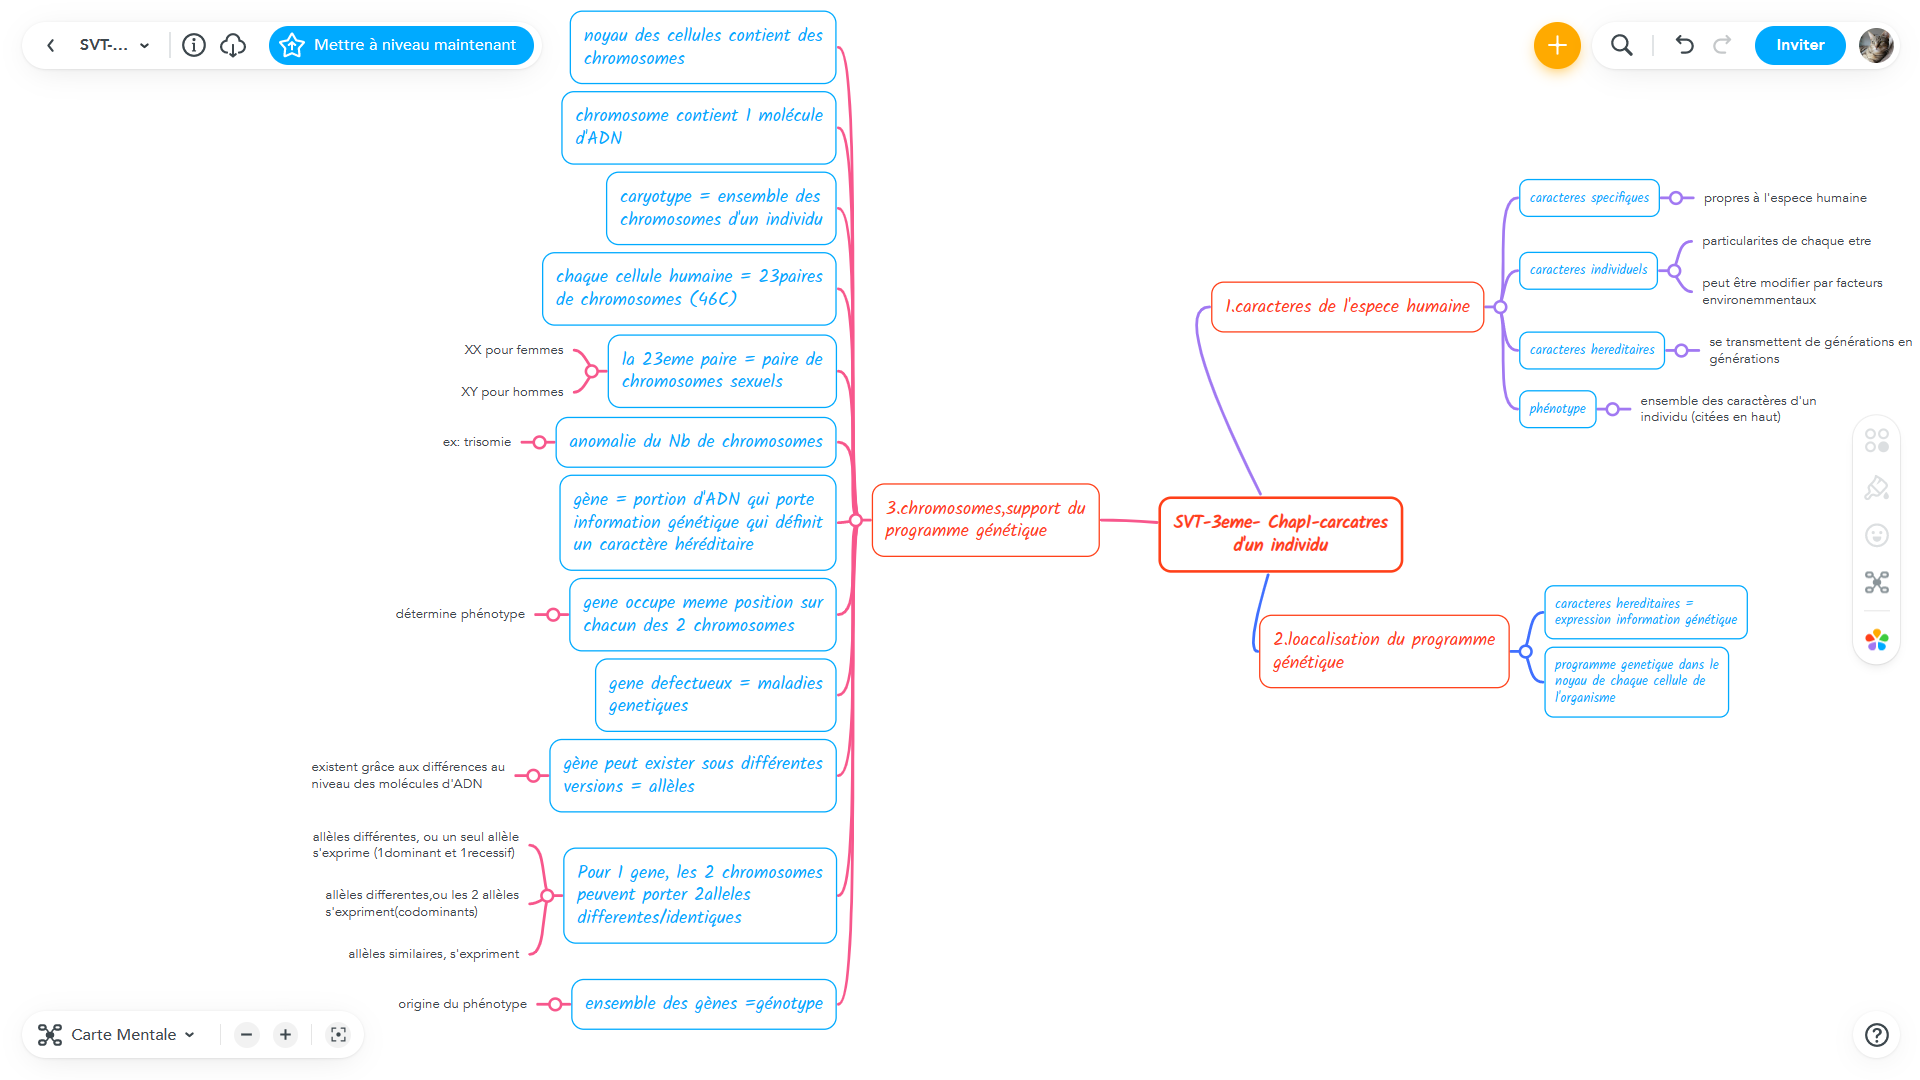 SVT-...
Mettre à niveau maintenant
Inviter
SVT-3eme- Chap1-carcatres
d'un individu
1.caracteres de l'espece humaine
caracteres specifiques
propres à l'espece humaine
caracteres individuels
particularites de chaque etre
peut être modifier par facteurs
environemmentaux
caracteres hereditaires
se transmettent de générations en
générations
phénotype
ensemble des caractères d'un
individu (citées en haut)
2.loacalisation du programme
génétique
caracteres hereditaires =
expression information génétique
programme genetique dans le
noyau de chaque cellule de
l'organisme
3.chromosomes,support du
programme génétique
noyau des cellules contient des
chromosomes
chromosome contient 1 molécule
d'ADN
caryotype = ensemble des
chromosomes d'un individu
chaque cellule humaine = 23paires
de chromosomes (46C)
la 23eme paire = paire de
chromosomes sexuels
XX pour femmes
XY pour hommes
anomalie du Nb de chromosomes
ex: trisomie
gène = portion d'ADN qui porte
information génétique qui définit
un caractère héréditaire
gene occupe meme position sur
chacun des 2 chromosomes
détermine phénotype
gene defectueux = maladies
genetiques
gène peut exister sous différentes
versions = allèles
existent grâce aux différences au
niveau des molécules d'ADN
Pour 1 gene, les 2 chromosomes
peuvent porter 2alleles
differentes/identiques
allèles différentes, ou un seul allèle
s'exprime (1dominant et 1recessif)
allèles differentes,ou les 2 allèles
s'expriment(codominants)
allèles similaires, s'expriment
ensemble des gènes =génotype
origine du phénotype
Carte Mentale